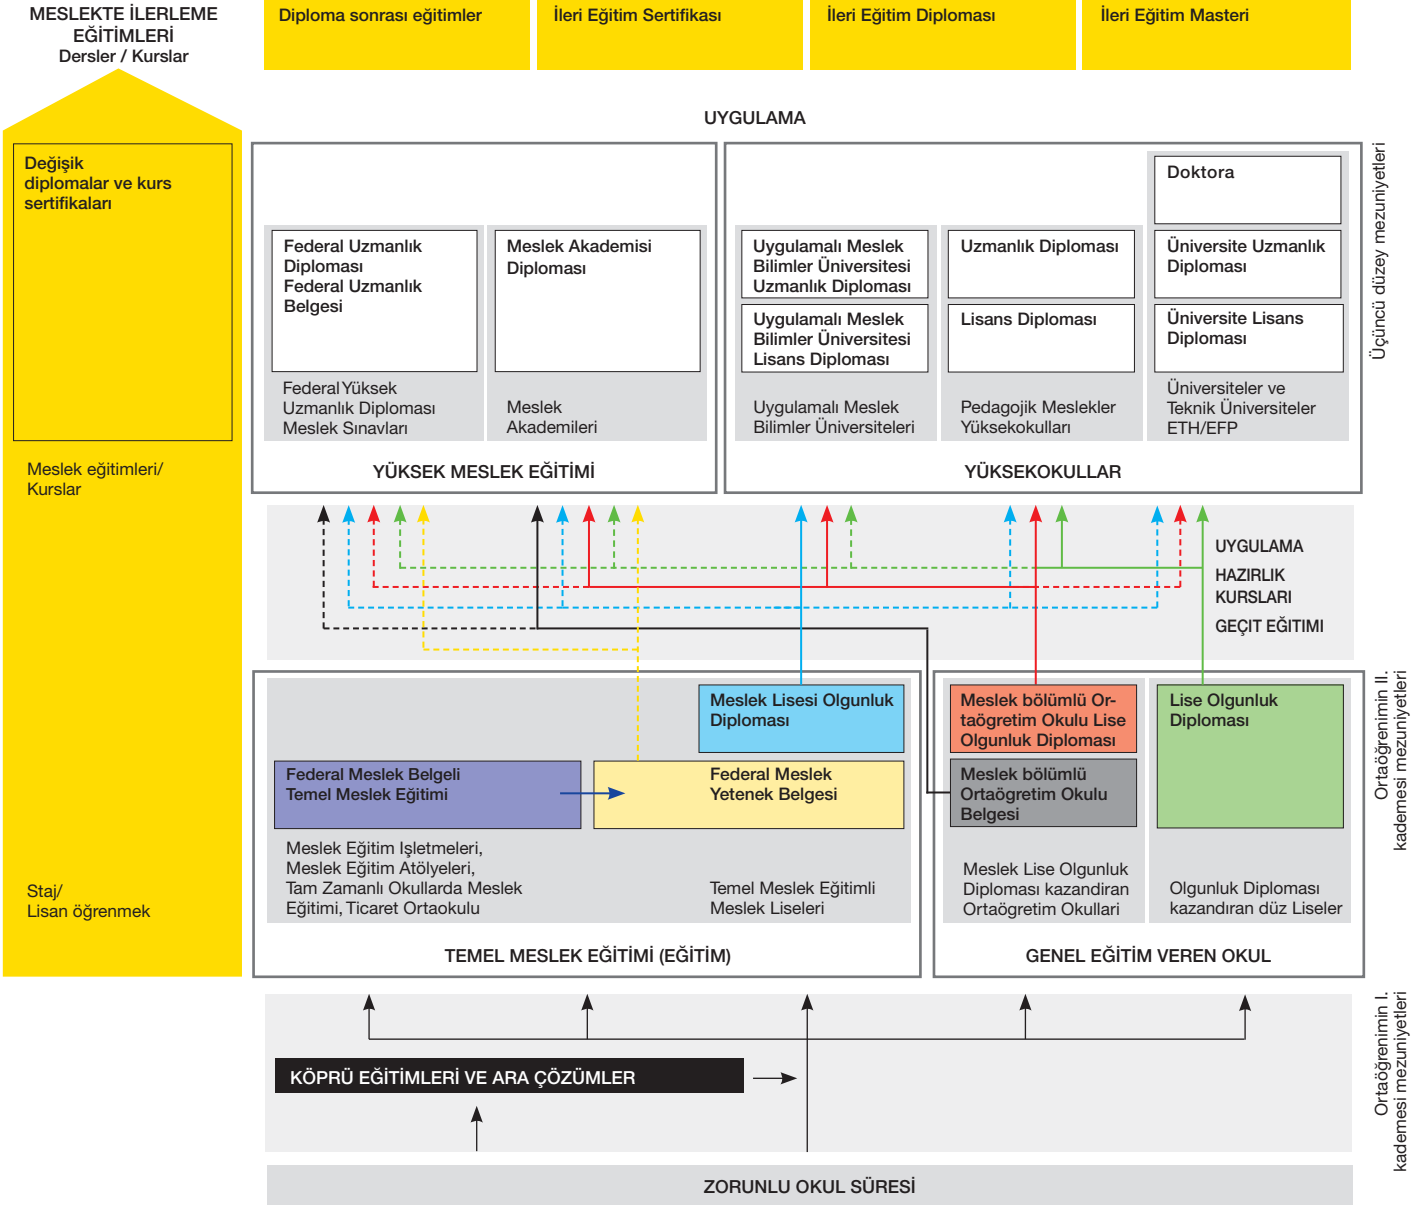 MESLEKTE İLERLEME
EĞİTİMLERİ
Dersler / Kurslar
Diploma sonrası eğitimler
İleri Eğitim Sertifikası
İleri Eğitim Diploması
İleri Eğitim Masteri
UYGULAMA
Değişik
diplomalar ve kurs
sertifikaları
Meslek eğitimleri/
Kurslar
Staj/
Lisan öğrenmek
Federal Uzmanlık
Diploması
Federal Uzmanlık
Belgesi
Federal Yüksek
Uzmanlık Diploması
Meslek Sınavları
Meslek Akademisi
Diploması
Meslek
Akademileri
YÜKSEK MESLEK EĞİTİMİ
Uygulamalı Meslek
Bilimler Üniversitesi
Uzmanlık Diploması
Uygulamalı Meslek
Bilimler Üniversitesi
Lisans Diploması
Uygulamalı Meslek
Bilimler Üniversiteleri
Uzmanlık Diploması
Lisans Diploması
Pedagojik Meslekler
Yüksekokulları
Doktora
Üniversite Uzmanlık
Diploması
Üniversite Lisans
Diploması
Üniversiteler ve
Teknik Üniversiteler
ETH/EFP
YÜKSEKOKULLAR
Üçüncü düzey mezuniyetleri
UYGULAMA
HAZIRLIK
KURSLARI
GEÇIT EĞITIMI
Meslek Lisesi Olgunluk
Diploması
Federal Meslek Belgeli
Temel Meslek Eğitimi
Federal Meslek
Yetenek Belgesi
Meslek Eğitim Işletmeleri,
Meslek Eğitim Atölyeleri,
Tam Zamanlı Okullarda Meslek
Eğitimi, Ticaret Ortaokulu
Temel Meslek Eğitimli
Meslek Liseleri
TEMEL MESLEK EĞİTİMİ (EĞİTİM)
Meslek bölümlü Or-
taögretim Okulu Lise
Olgunluk Diploması
Meslek bölümlü
Ortaögretim Okulu
Belgesi
Meslek Lise Olgunluk
Diploması kazandiran
Ortaögretim Okullari
Lise Olgunluk
Diploması
Olgunluk Diploması
kazandıran düz Liseler
GENEL EĞİTİM VEREN OKUL
Ortaöğrenimin II.
kademesi mezuniyetleri
KÖPRÜ EĞİTİMLERİ VE ARA ÇÖZÜMLER
Ortaöğrenimin I.
kademesi mezuniyetleri
ZORUNLU OKUL SÜRESİ